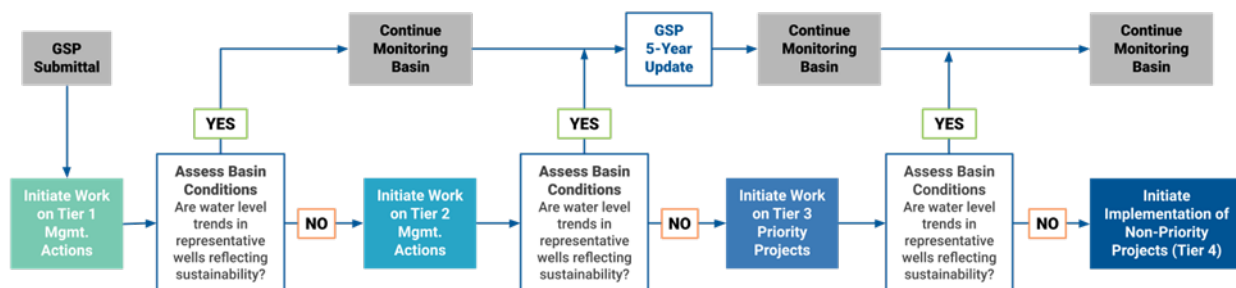 GSP
Submittal
Continue
Monitoring
Basin
GSP
5-Year
Update
Continue
Monitoring
Basin
Continue
Monitoring
Basin
YES
YES
YES
Initiate Work
on Tier 1
Mgmt.
Actions
Assess Basin
Conditions
Are water level
trends in
representative
wells reflecting
sustainability?
NO
Initiate Work
on Tier 2
Mgmt.
Actions
Assess Basin
Conditions
Are water level
trends in
representative
wells reflecting
sustainability?
NO
Initiate Work
on Tier 3
Priority
Projects
Assess Basin
Conditions
Are water level
trends in
representative
wells reflecting
sustainability?
NO
Initiate
Implementation of
Non-Priority
Projects (Tier 4)